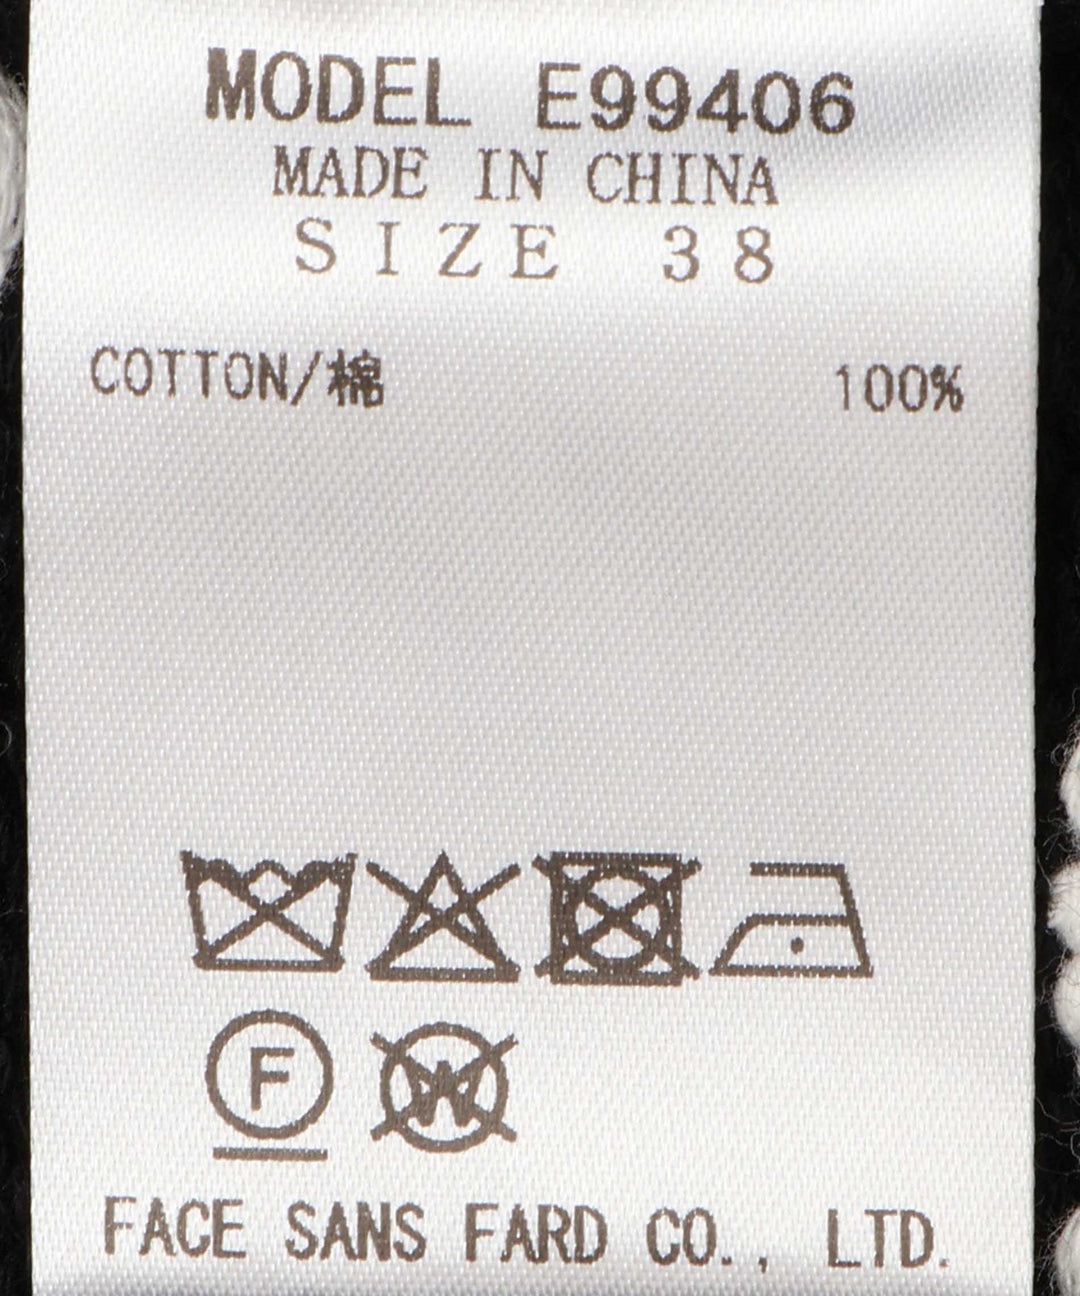 MODEL E99406
MADE IN CHINA
SIZE 38
COTTON/棉 100%
F W
FACE SANS FARD CO., LTD.